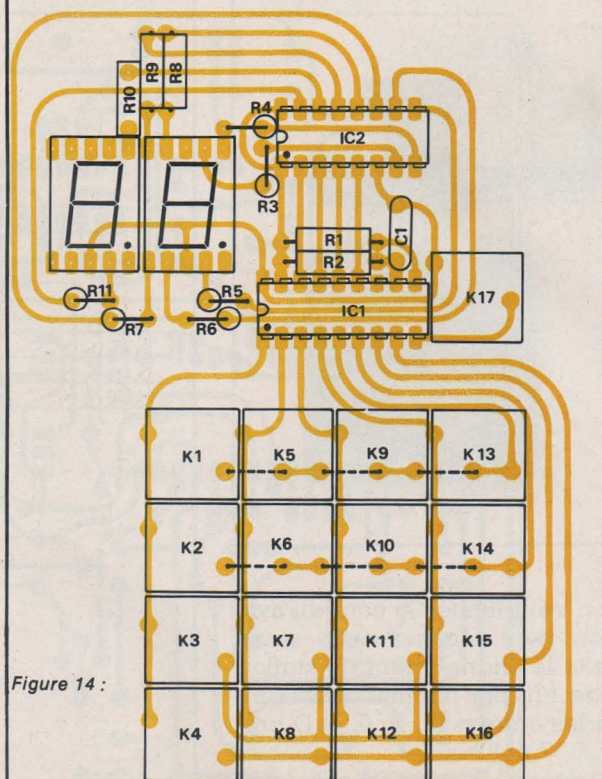 R10
R9
R8
R4
IC2
R3
R1
C1
R2
K17
R11
R5
IC1
R7
R6
K1
K5
K9
K13
K2
K6
K10
K14
K3
K7
K11
K15
Figure 14 :
K4
K8
K12
K16